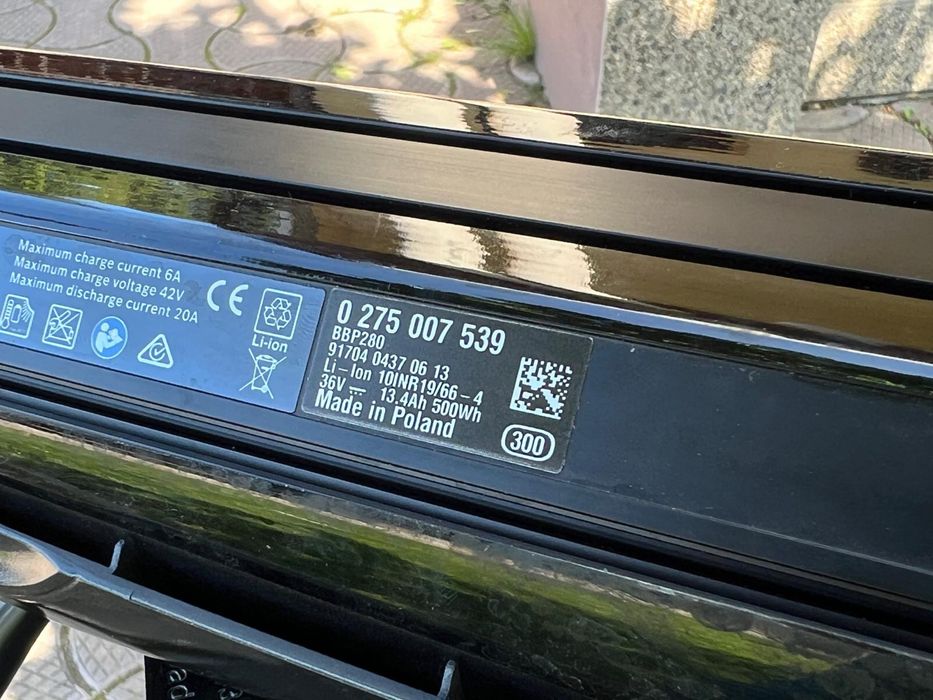 Maximum charge current 6A
Maximum charge voltage 42V
Maximum discharge current 20A
CE
Li-ion
0 275 007 539
BBP280
91704 0437 06 13
Li-Ion 10INR19/66-4
36V 13.4Ah 500Wh
Made in Poland
300